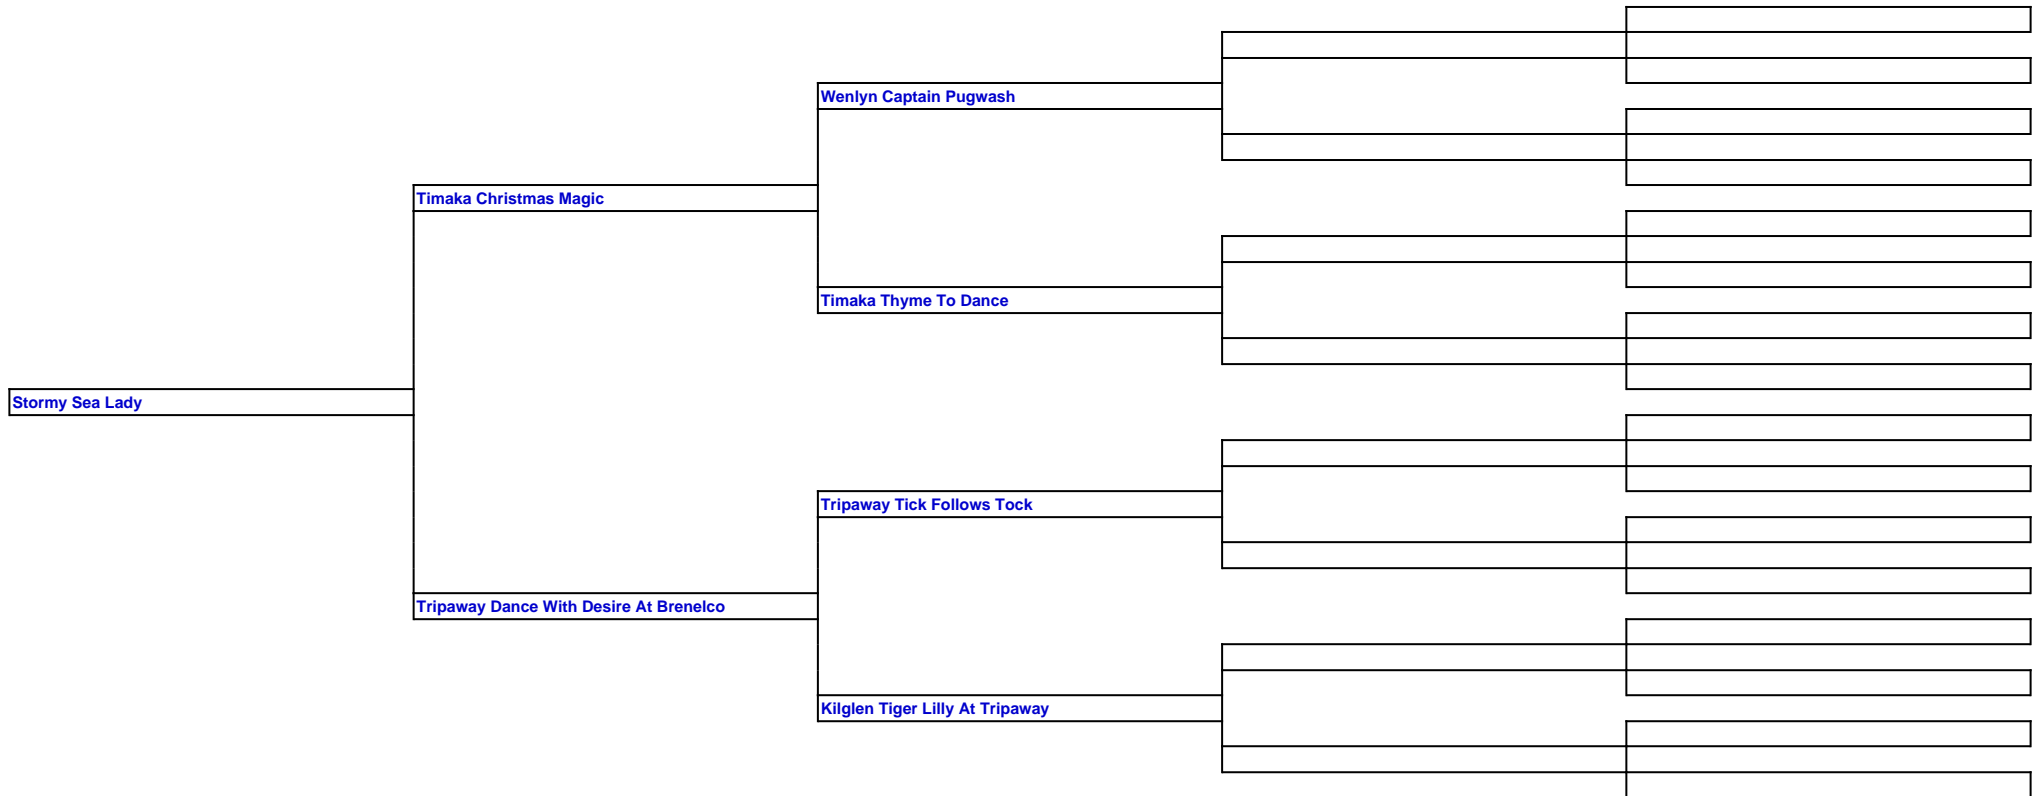 Wenlyn Captain Pugwash
Timaka Christmas Magic
Timaka Thyme To Dance
Stormy Sea Lady
Tripaway Tick Follows Tock
Tripaway Dance With Desire At Brenelco
Kilglen Tiger Lilly At Tripaway